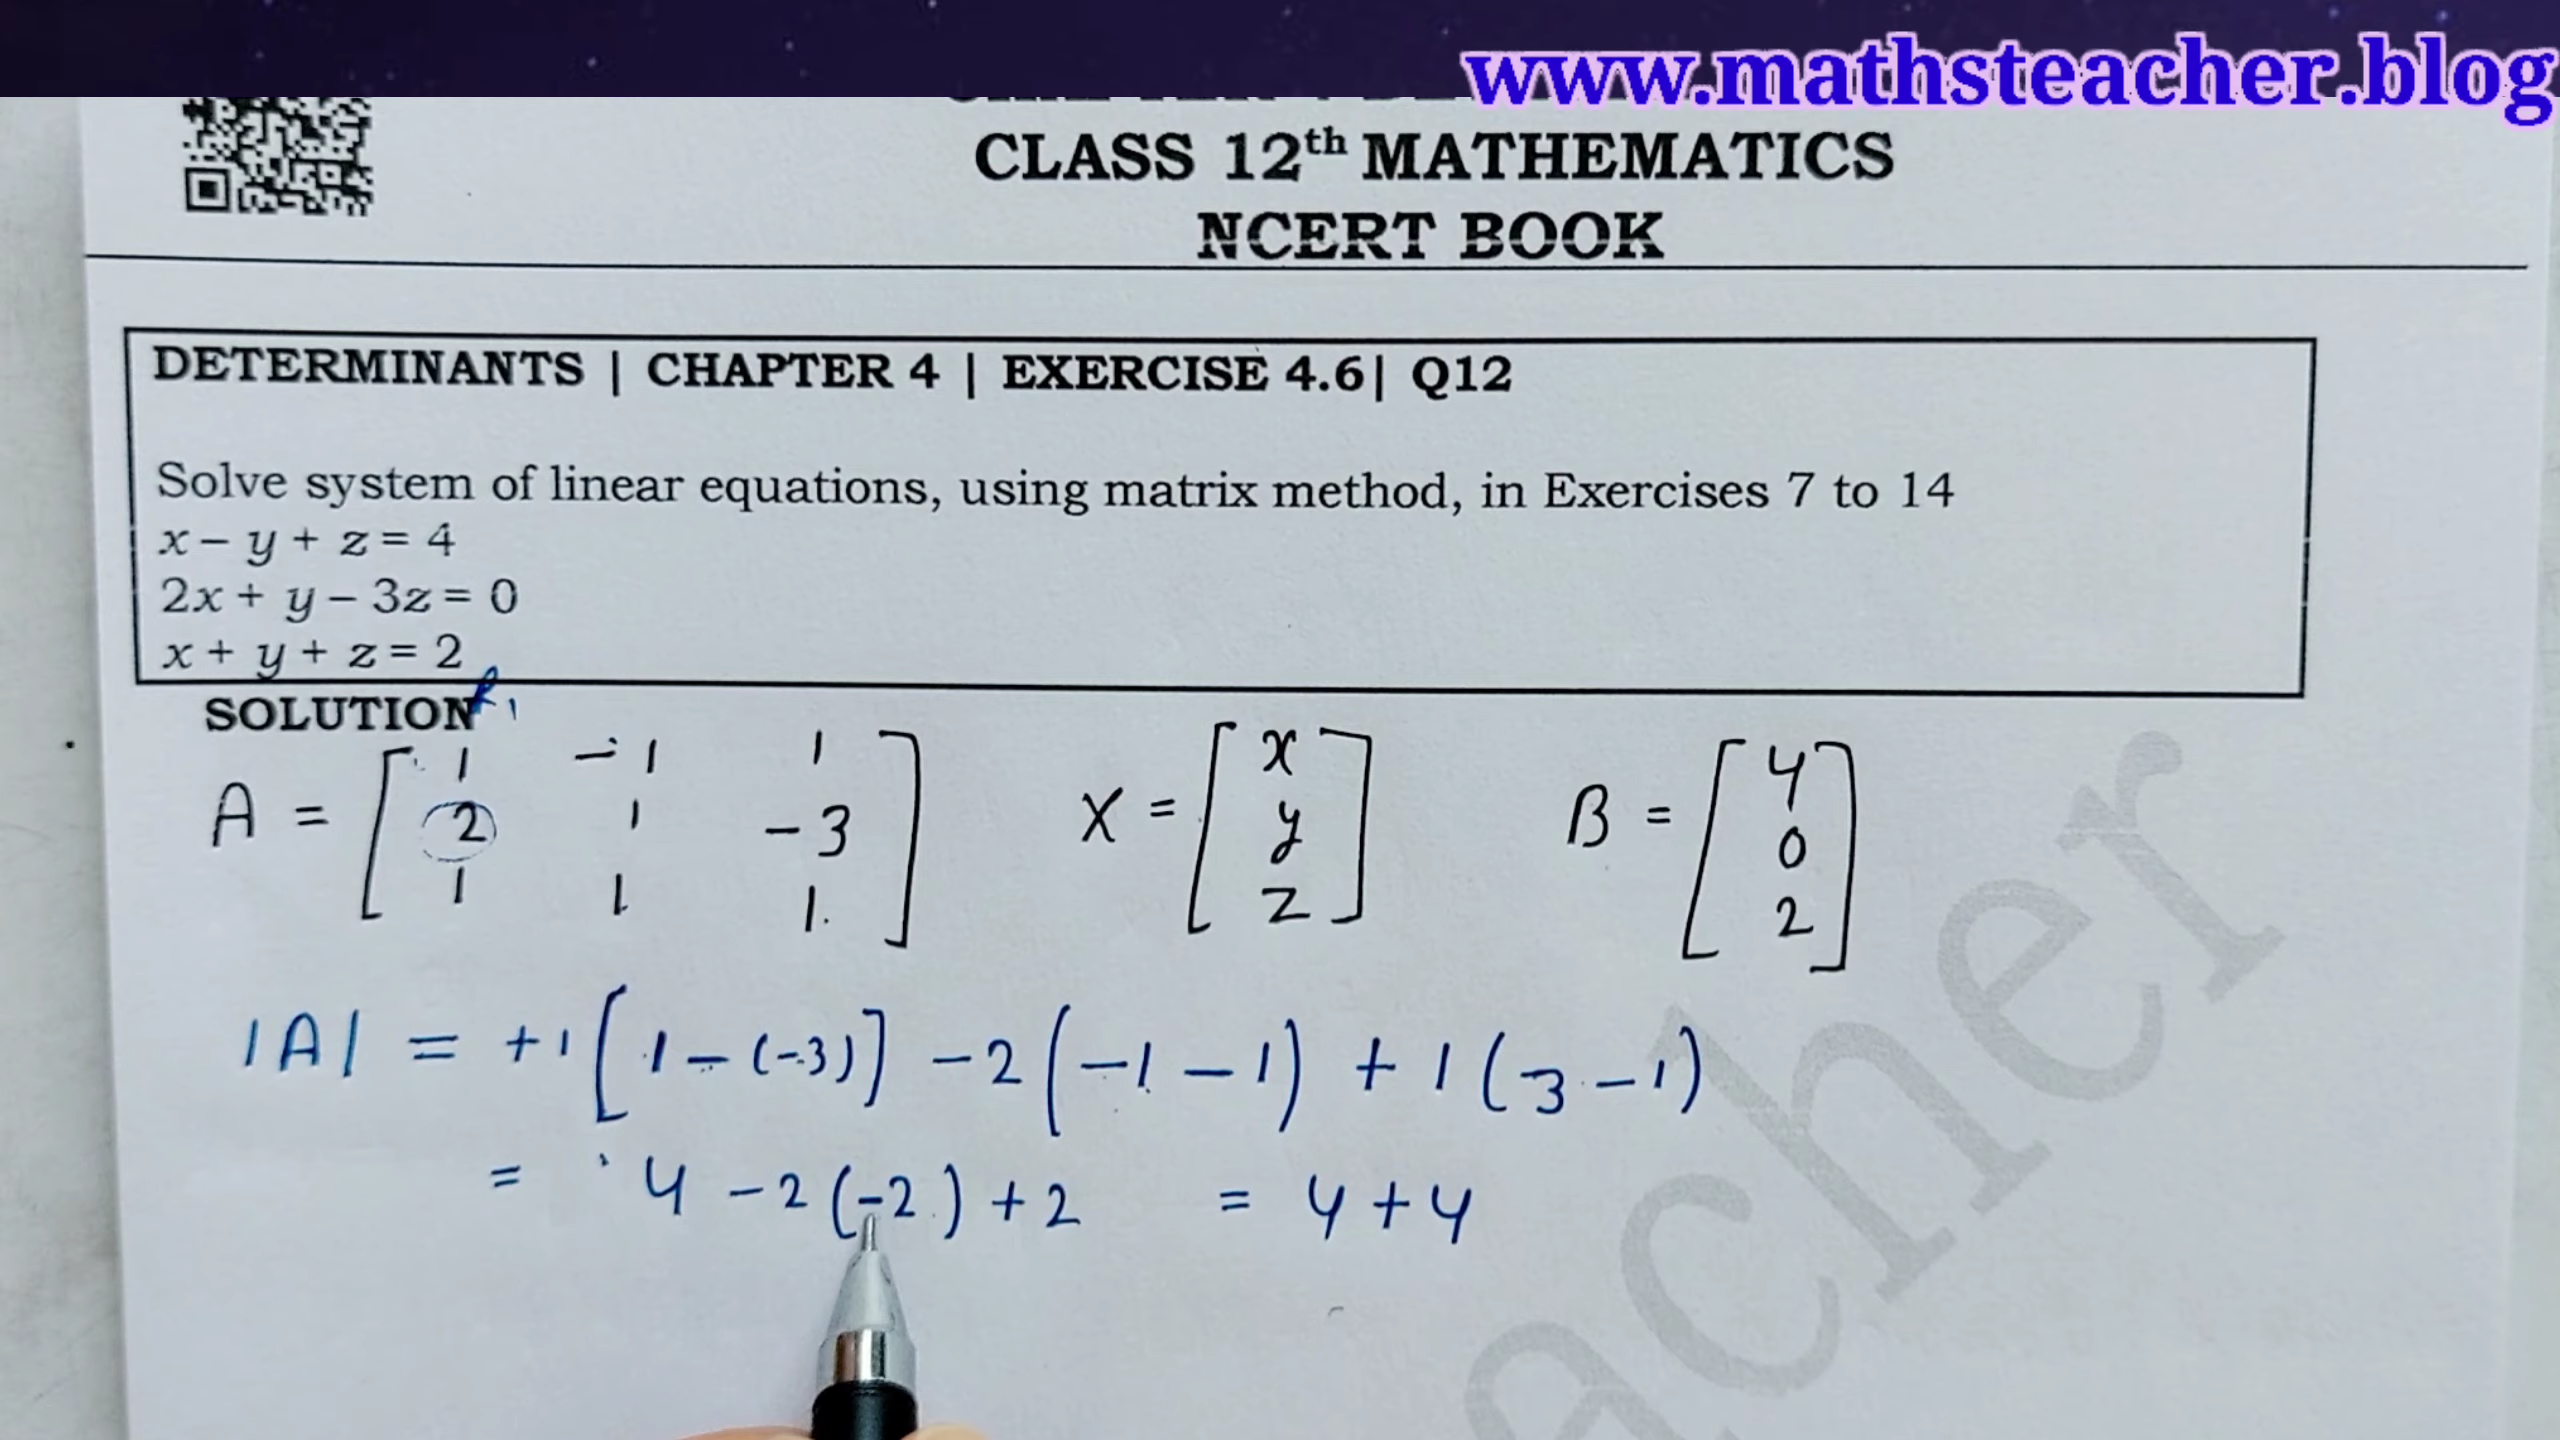 www.mathsteacher.blog
CLASS 12th MATHEMATICS
NCERT BOOK
DETERMINANTS | CHAPTER 4 | EXERCISE 4.6| Q12
Solve system of linear equations, using matrix method, in Exercises 7 to 14
x – y + z = 4
2x + y – 3z = 0
x + y + z = 2
SOLUTION R1
A = [ 1 -1 1
2 1 -3
1 1 1. ]
X = [ x
y
z ]
B = [ 4
0
2 ]
|A| = +1 [ 1 - (-3) ] - 2 ( -1 - 1 ) + 1 ( 3 - 1 )
= 4 - 2 (-2) + 2 = 4 + 4
acher